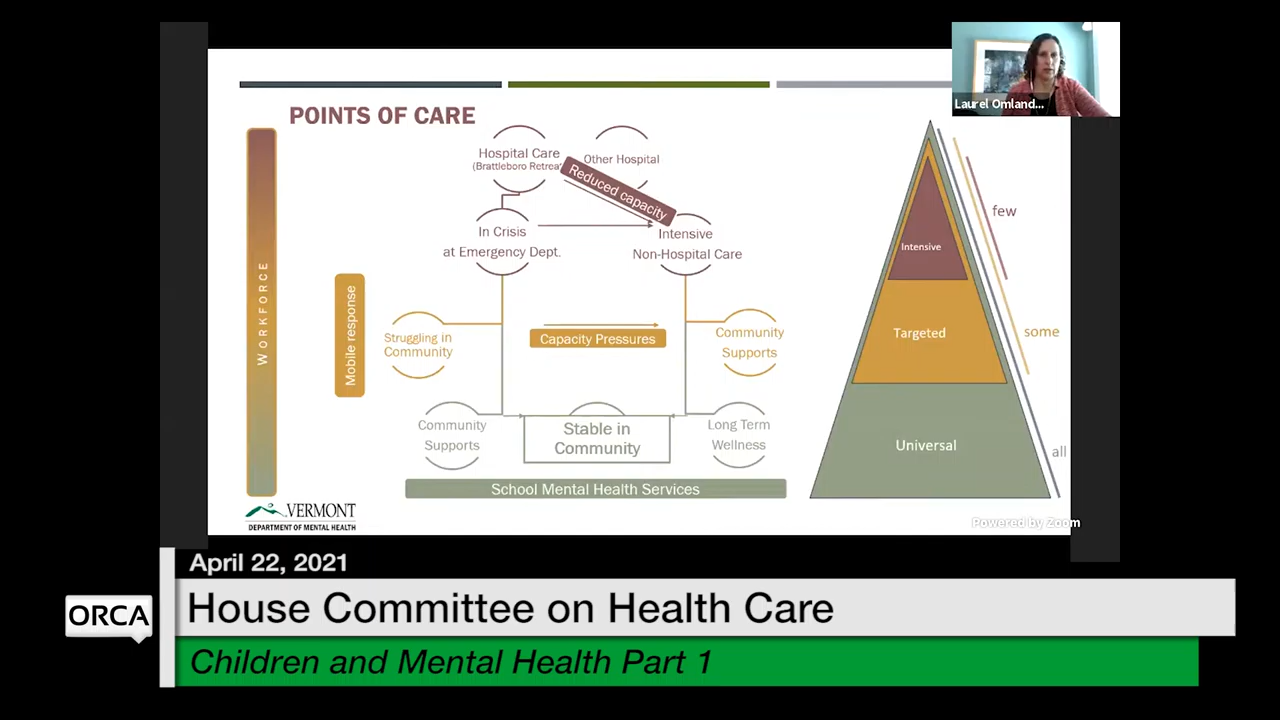 Laurel Omland...
POINTS OF CARE
WORKFORCE
Mobile response
Hospital Care
(Brattleboro Retreat
Other Hospital
Reduced capacity
In Crisis
at Emergency Dept.
Intensive
Non-Hospital Care
Struggling in
Community
Capacity Pressures
Community
Supports
Community
Supports
Stable in
Community
Long Term
Wellness
School Mental Health Services
Intensive
few
Targeted
some
Universal
all
VERMONT
DEPARTMENT OF MENTAL HEALTH
Powered by Zoom
April 22, 2021
ORCA
House Committee on Health Care
Children and Mental Health Part 1